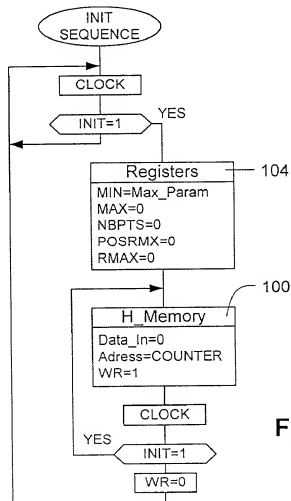 INIT
SEQUENCE
CLOCK
INIT=1
YES
Registers
104
MIN=Max_Param
MAX=0
NBPTS=0
POSRMX=0
RMAX=0
100
H_Memory
Data_In=0
Adress=COUNTER
WR=1
CLOCK
F
YES
INIT=1
WR=0